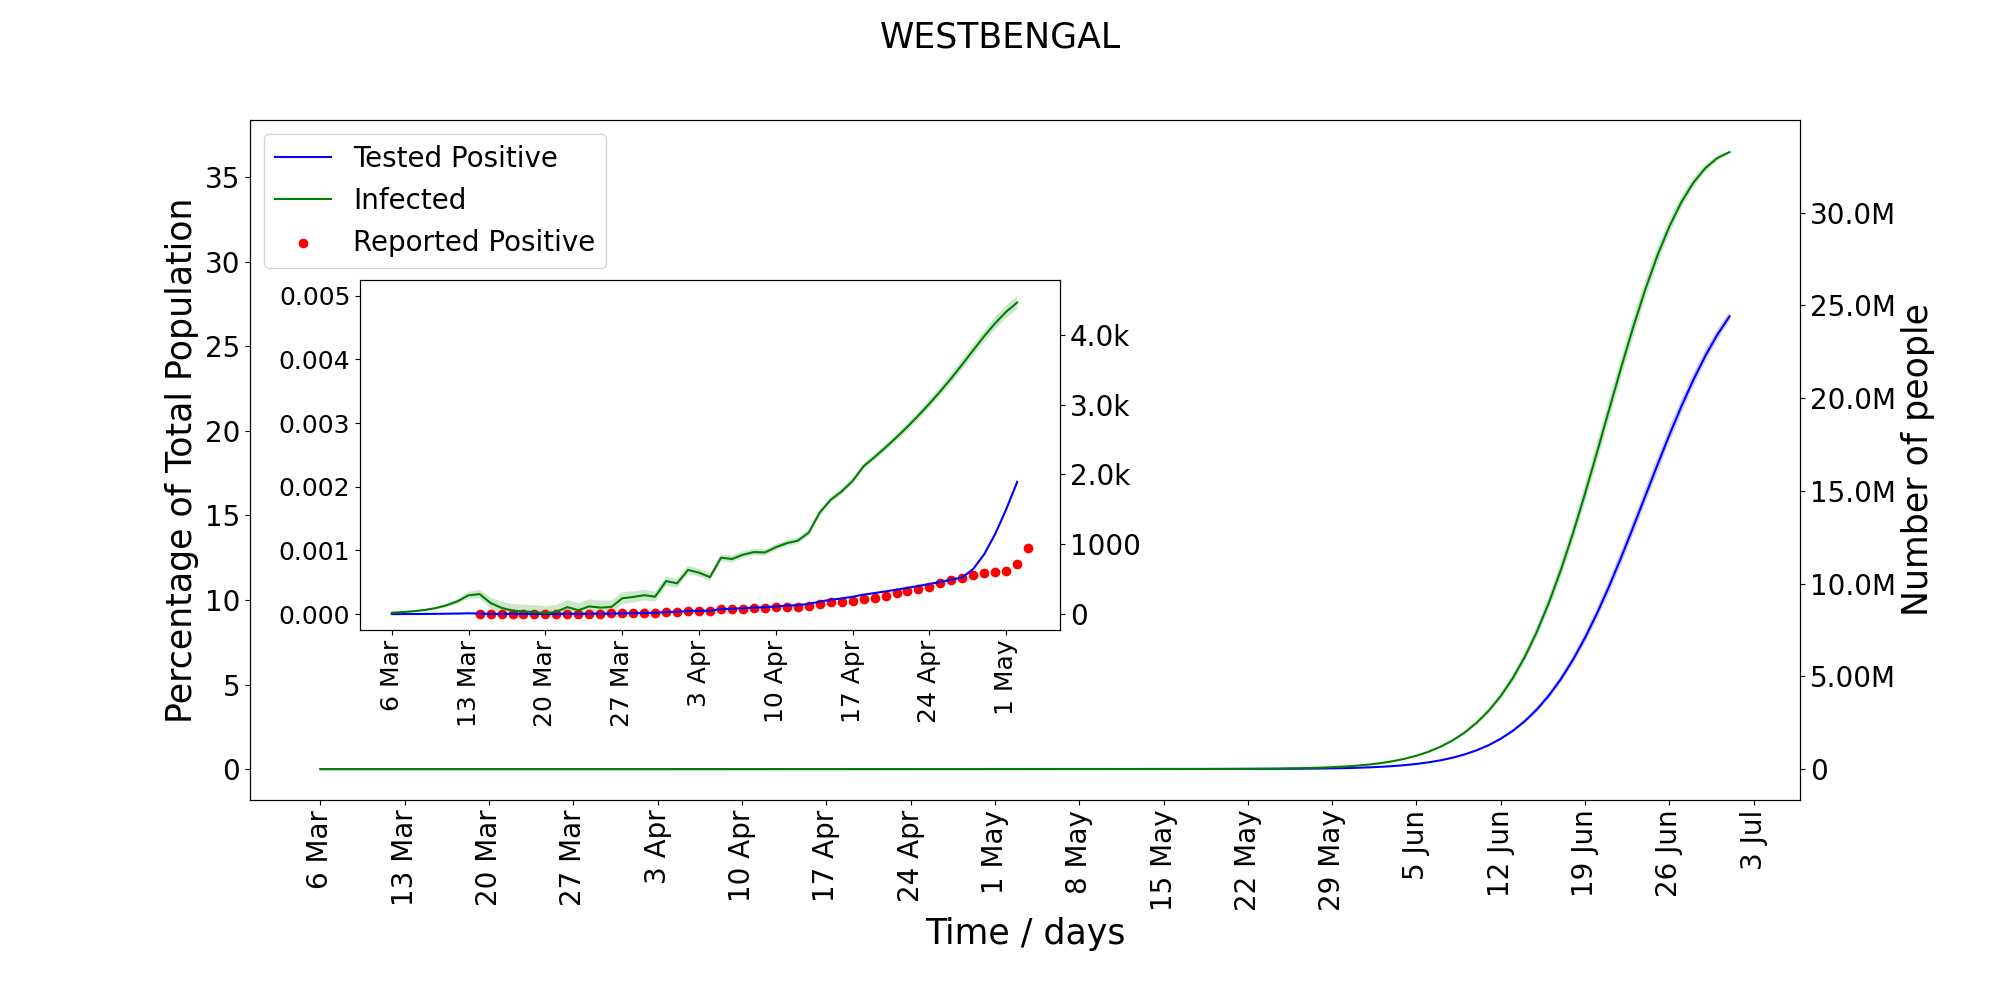 WESTBENGAL
Tested Positive
Infected
Reported Positive
Percentage of Total Population
35
30
25
20
15
10
5
0
0.005
0.004
0.003
0.002
0.001
0.000
4.0k
3.0k
2.0k
1000
0
6 Mar
13 Mar
20 Mar
27 Mar
3 Apr
10 Apr
17 Apr
24 Apr
1 May
30.0M
25.0M
20.0M
15.0M
10.0M
5.00M
0
Number of people
6 Mar
13 Mar
20 Mar
27 Mar
3 Apr
10 Apr
17 Apr
24 Apr
1 May
8 May
15 May
22 May
29 May
5 Jun
12 Jun
19 Jun
26 Jun
3 Jul
Time / days